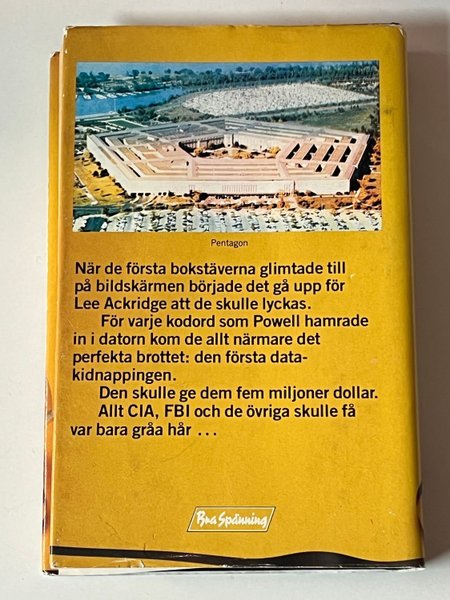 Pentagon
När de första bokstäverna glimtade till
på bildskärmen började det gå upp för
Lee Ackridge att de skulle lyckas.
För varje kodord som Powell hamrade
in i datorn kom de allt närmare det
perfekta brottet: den första data-
kidnappingen.
Den skulle ge dem fem miljoner dollar.
Allt CIA, FBI och de övriga skulle få
var bara gråa hår ...
Bra Spänning